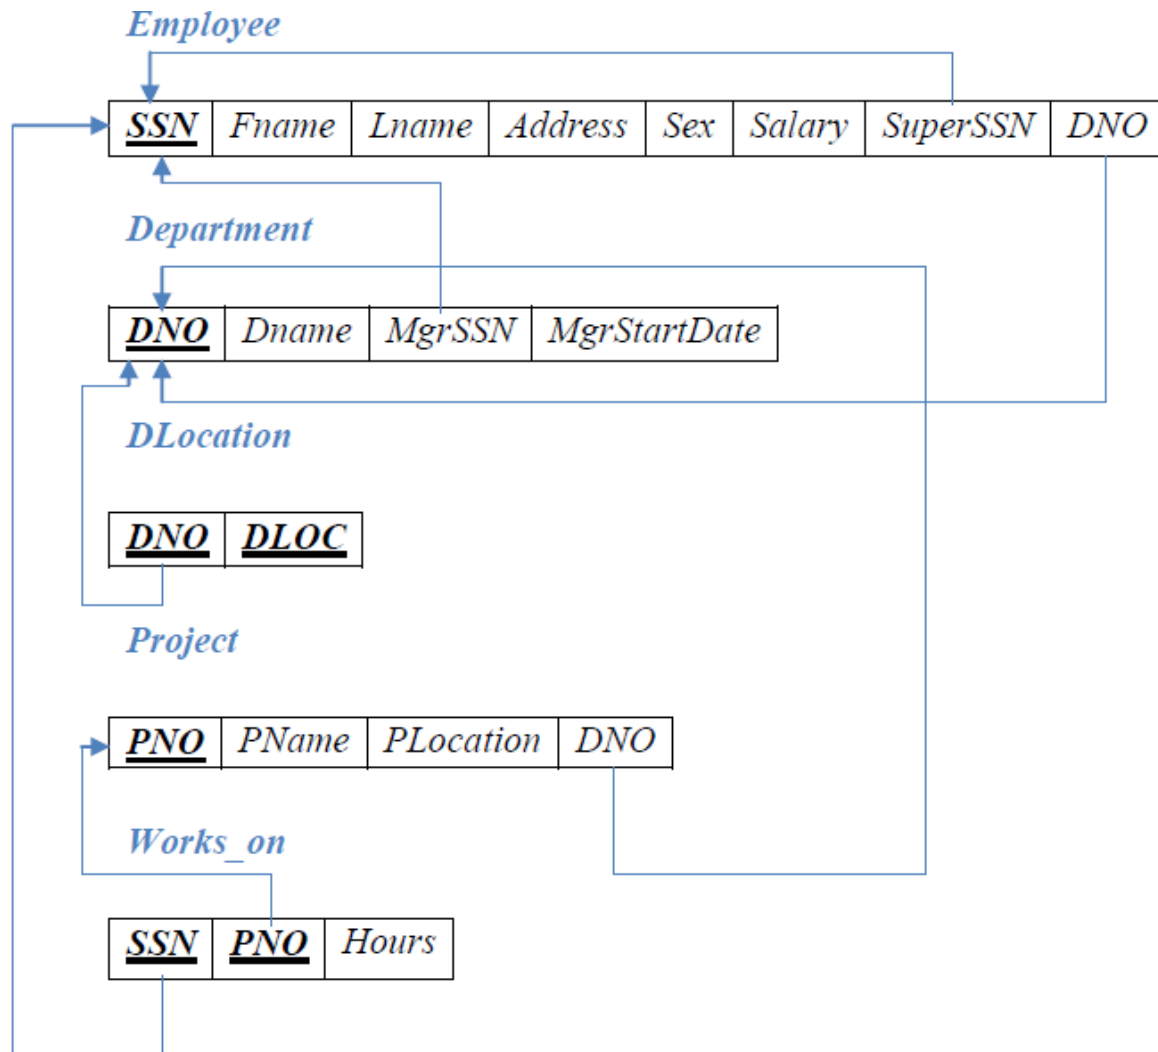 Employee
SSN Fname Lname Address Sex Salary SuperSSN DNO
Department
DNO Dname MgrSSN MgrStartDate
DLocation
DNO DLOC
Project
PNO PName PLocation DNO
Works_on
SSN PNO Hours